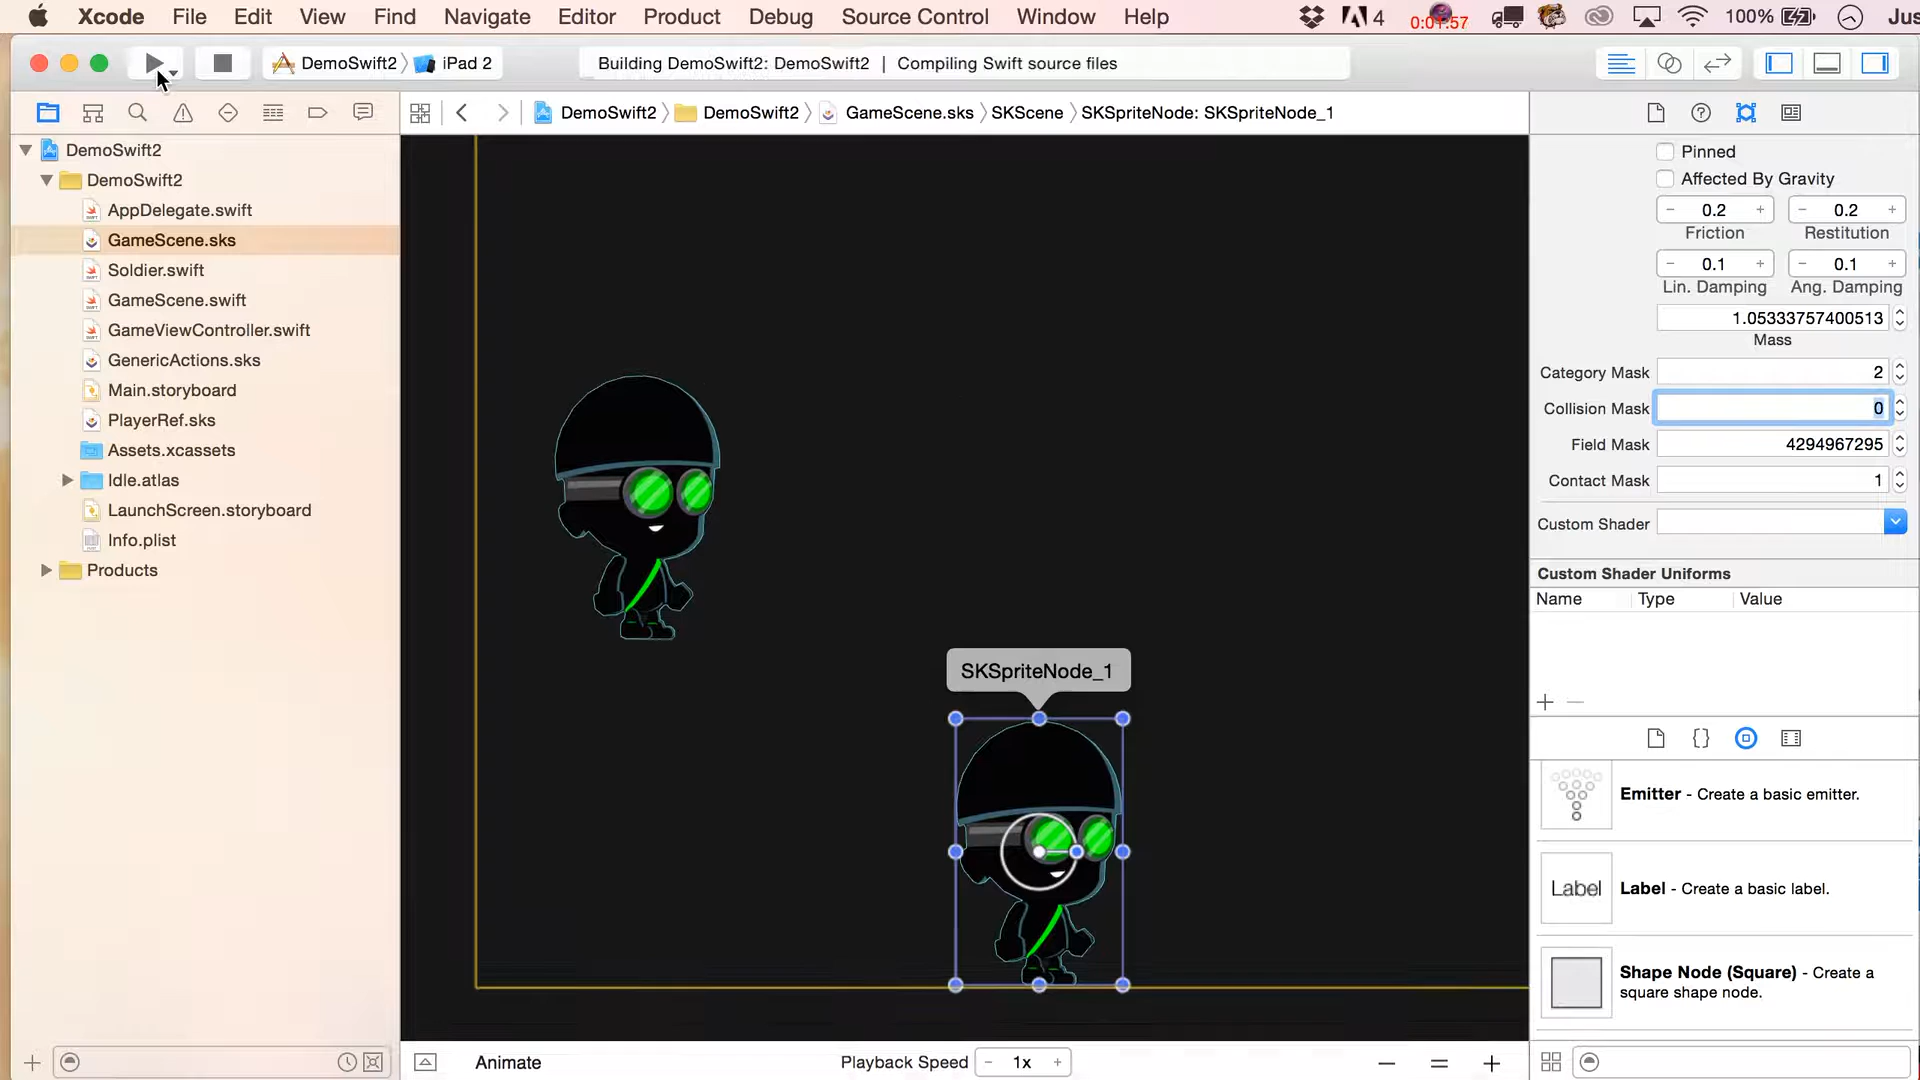 Xcode File Edit View Find Navigate Editor Product Debug Source Control Window Help 4 0:01:57 100% Jus
DemoSwift2 iPad 2 Building DemoSwift2: DemoSwift2 | Compiling Swift source files
DemoSwift2 DemoSwift2 GameScene.sks SKScene SKSpriteNode: SKSpriteNode_1
DemoSwift2
DemoSwift2
AppDelegate.swift
GameScene.sks
Soldier.swift
GameScene.swift
GameViewController.swift
GenericActions.sks
Main.storyboard
PlayerRef.sks
Assets.xcassets
Idle.atlas
LaunchScreen.storyboard
Info.plist
Products
SKSpriteNode_1
Animate Playback Speed − 1x +
Pinned
Affected By Gravity
− 0.2 + − 0.2 +
Friction Restitution
− 0.1 + − 0.1 +
Lin. Damping Ang. Damping
1.05333757400513
Mass
Category Mask 2
Collision Mask 0
Field Mask 4294967295
Contact Mask 1
Custom Shader
Custom Shader Uniforms
Name Type Value
Emitter - Create a basic emitter.
Label Label - Create a basic label.
Shape Node (Square) - Create a
square shape node.